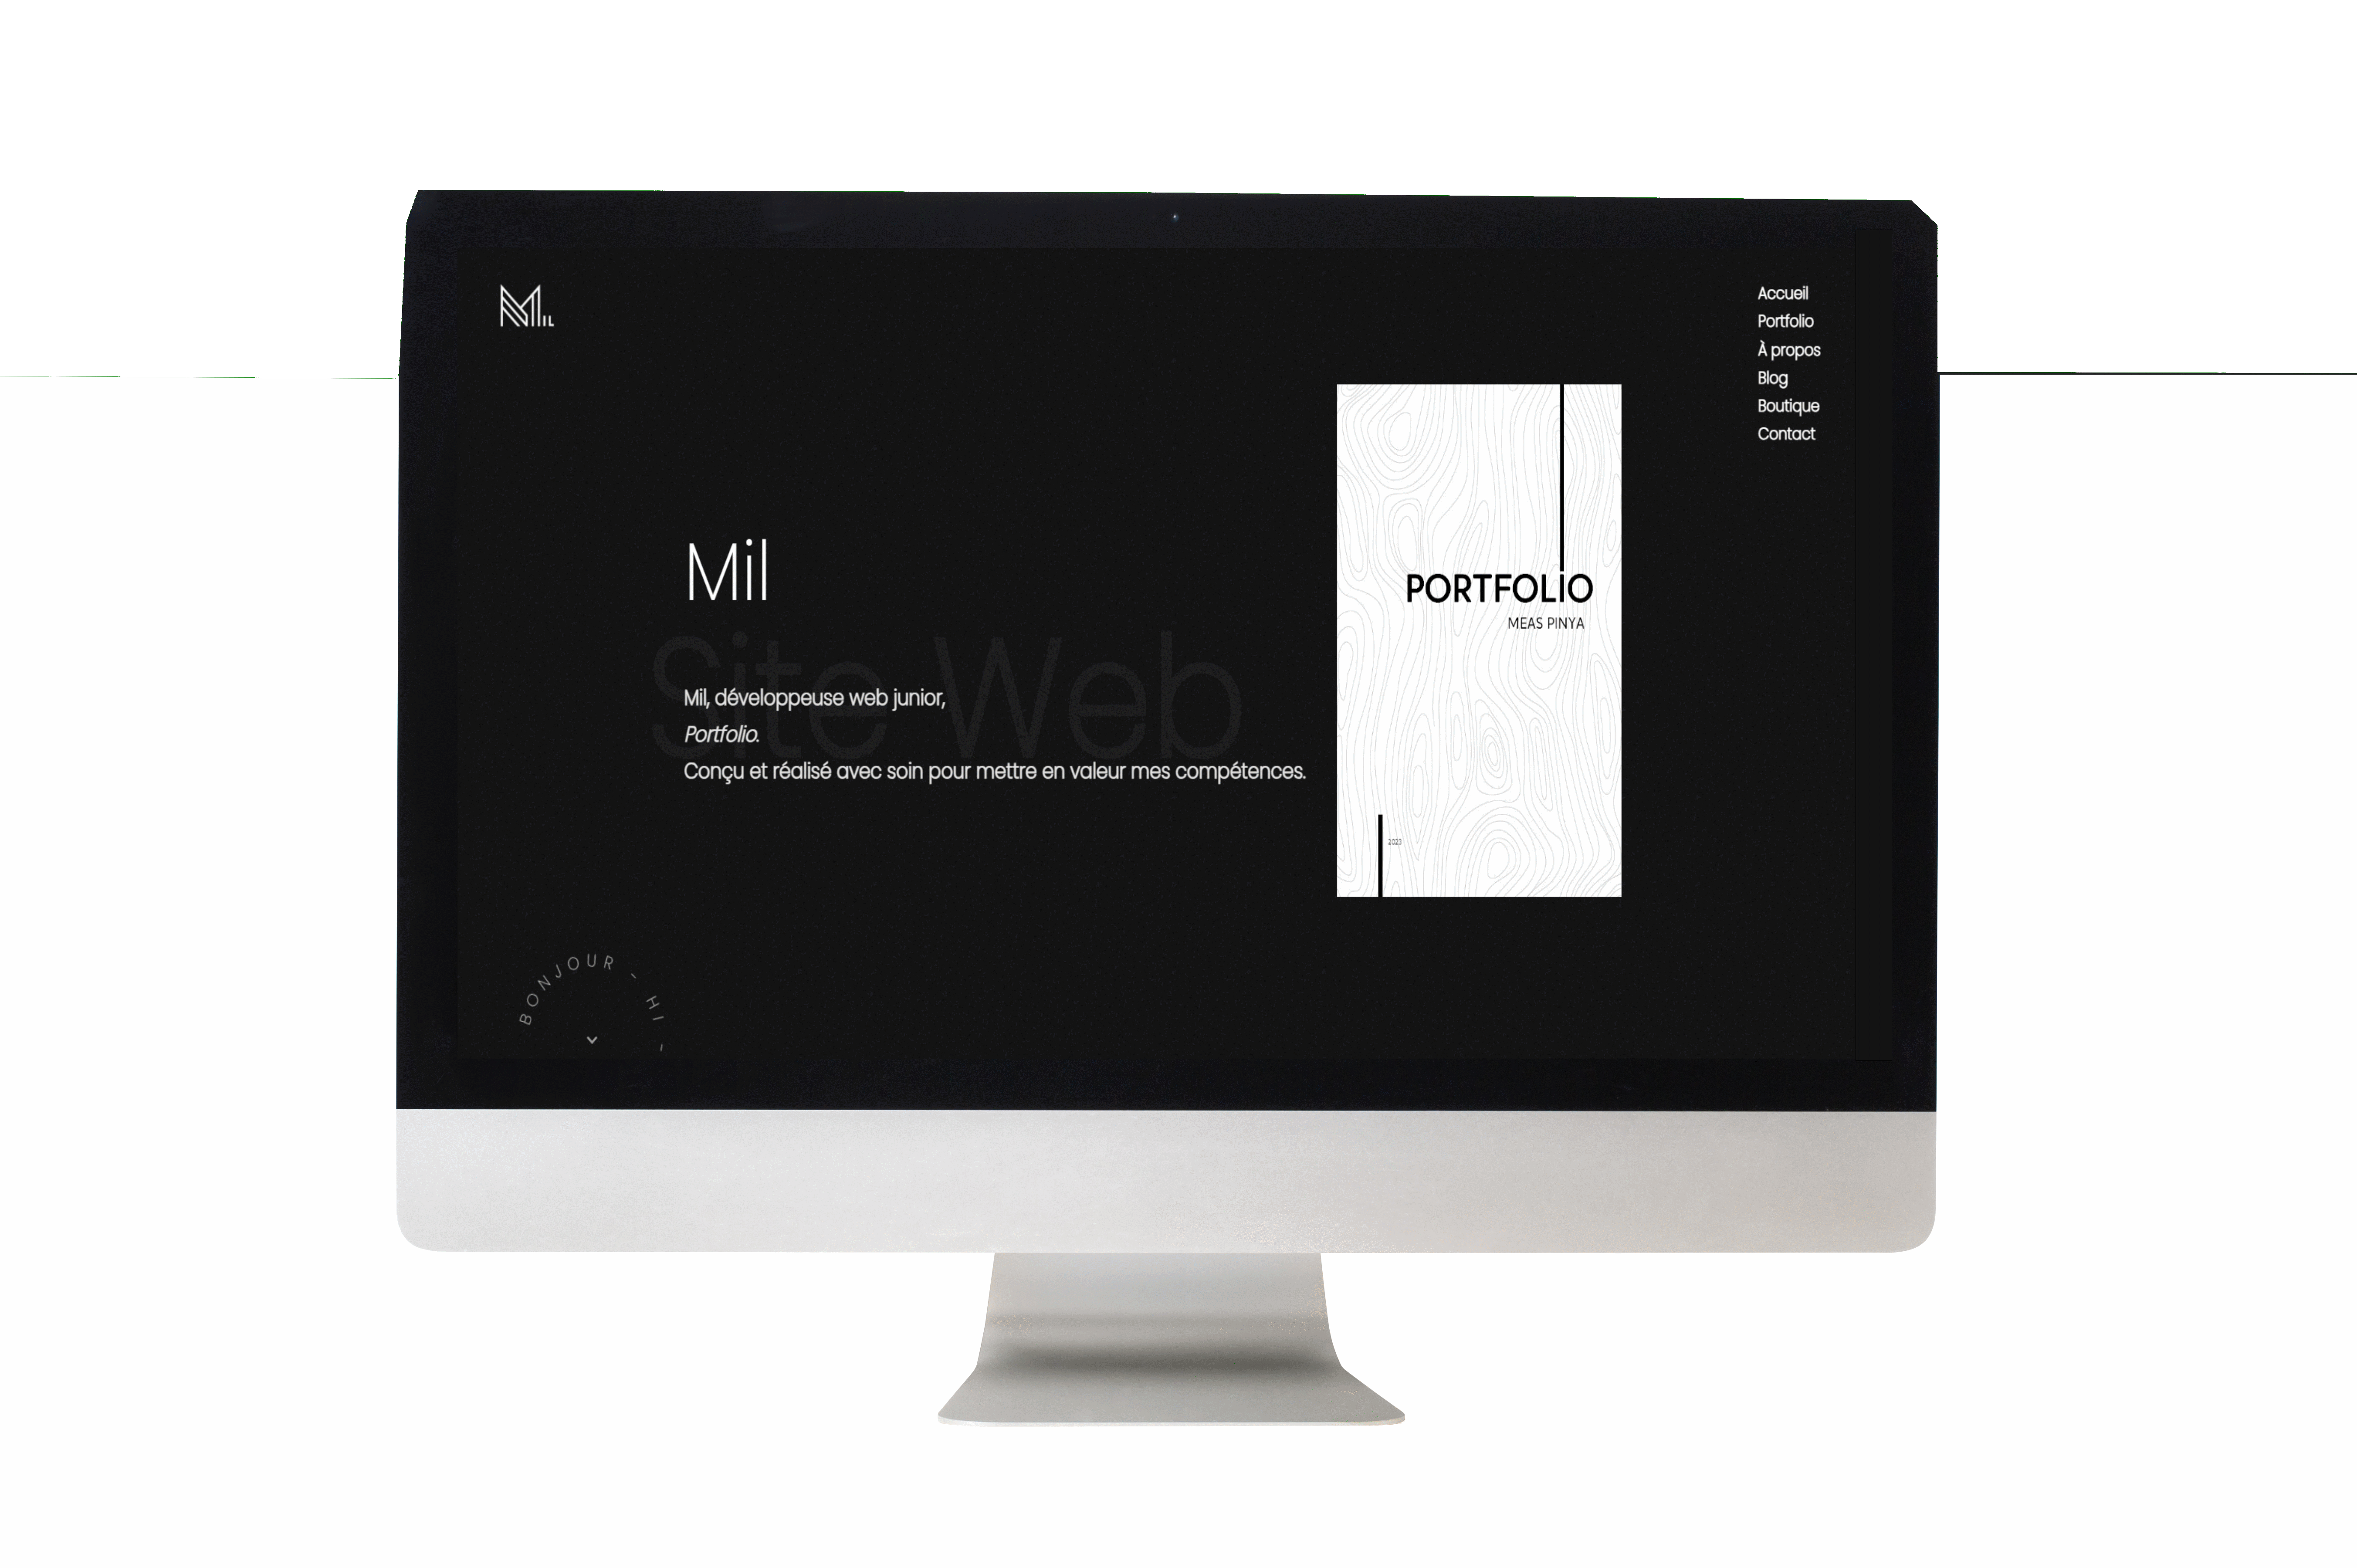 MIL
Accueil
Portfolio
À propos
Blog
Boutique
Contact
Mil
Site Web
Mil, développeuse web junior,
Portfolio.
Conçu et réalisé avec soin pour mettre en valeur mes compétences.
PORTFOLiO
MEAS PINYA
2023
BONJOUR - HI -